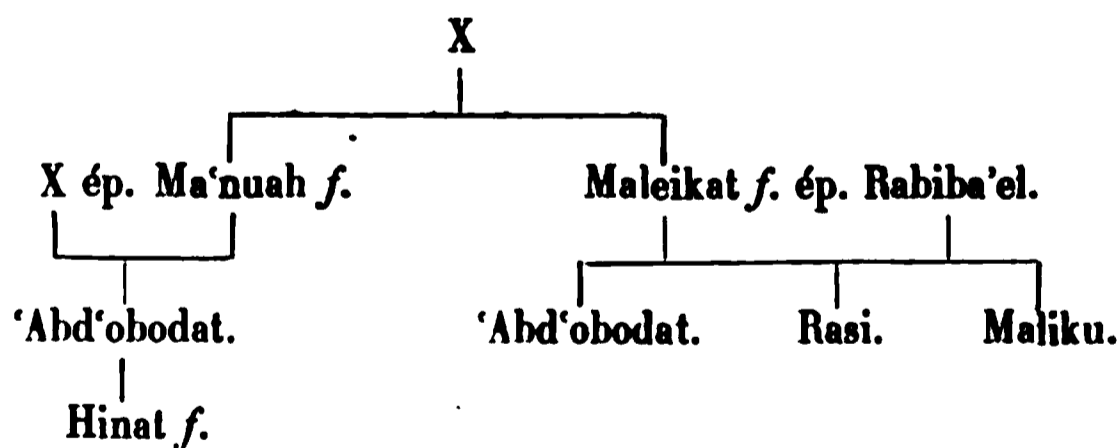 X
X ép. Ma‘nuah f. Maleikat f. ép. Rabiba’el.
‘Abd‘obodat. ‘Abd‘obodat. Rasi. Maliku.
Hinat f.